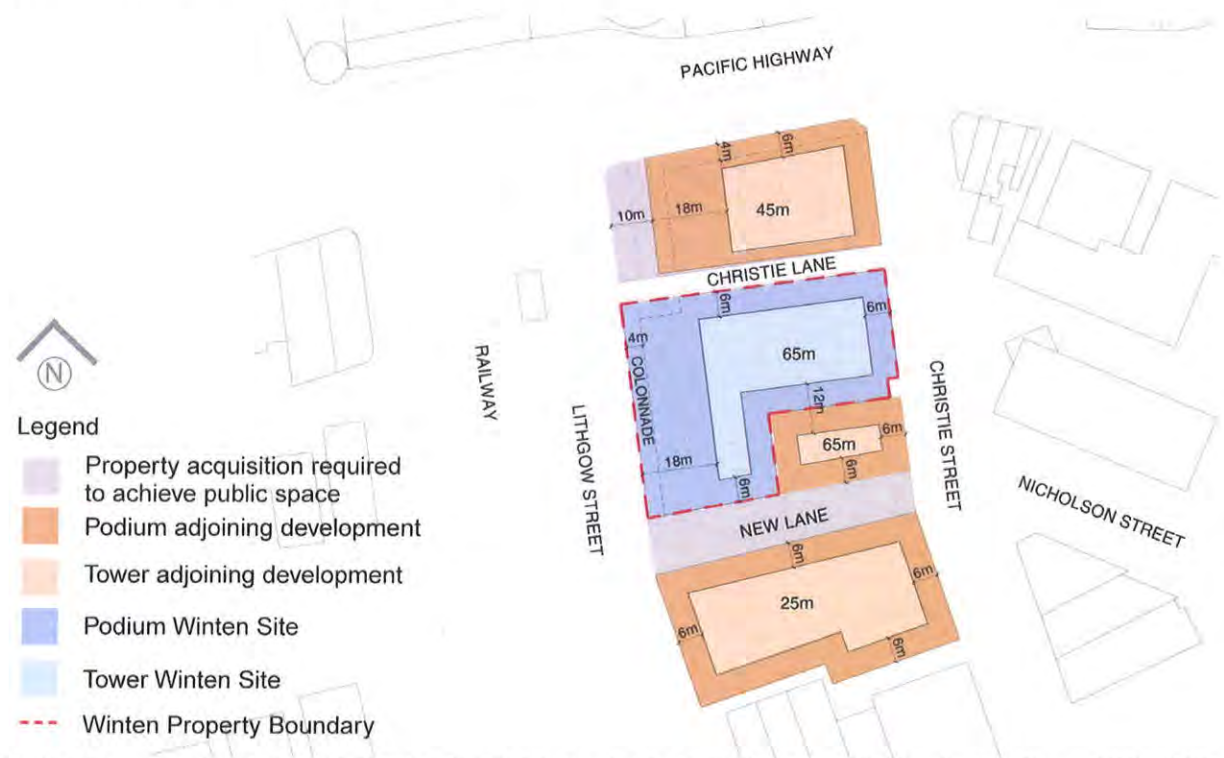 PACIFIC HIGHWAY
4m
6m
10m
18m
45m
CHRISTIE LANE
6m
6m
4m
COLONNADE
65m
RAILWAY
LITHGOW STREET
CHRISTIE STREET
12m
65m
6m
18m
6m
6m
NEW LANE
NICHOLSON STREET
6m
6m
25m
6m
6m
N
Legend
Property acquisition required
to achieve public space
Podium adjoining development
Tower adjoining development
Podium Winten Site
Tower Winten Site
Winten Property Boundary